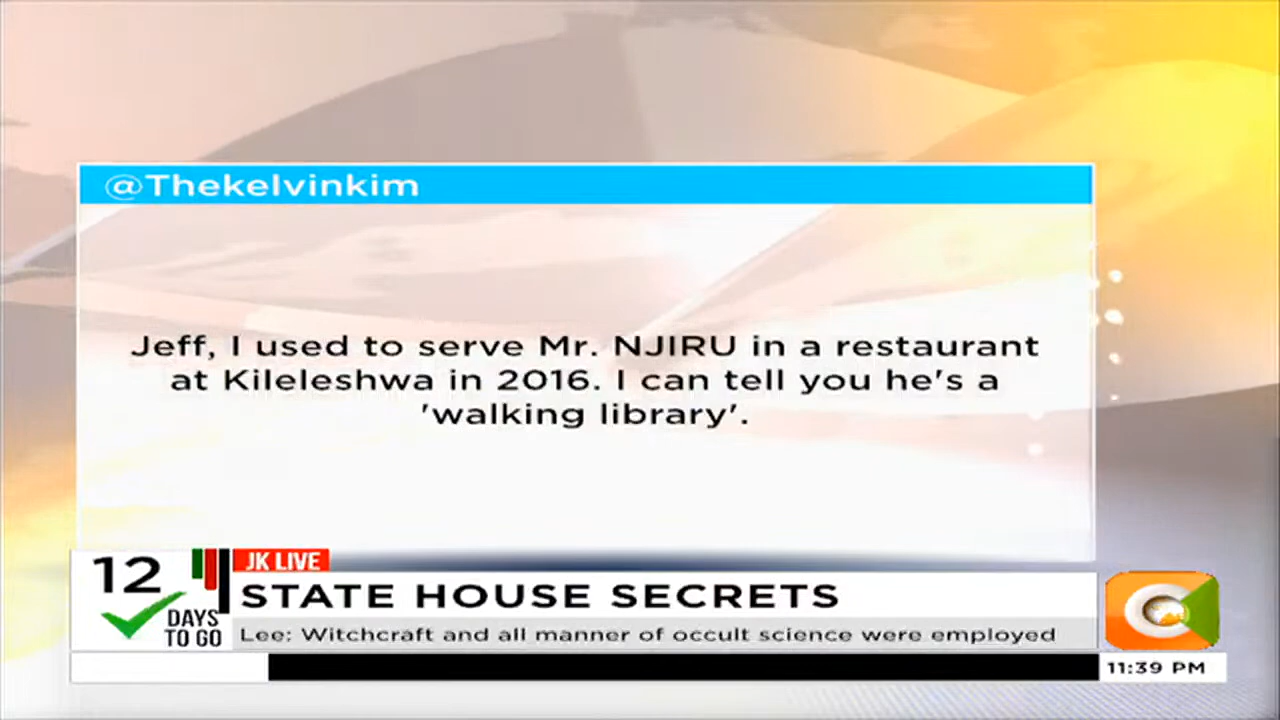 @Thekelvinkim
Jeff, I used to serve Mr. NJIRU in a restaurant
at Kileleshwa in 2016. I can tell you he's a
'walking library'.
12
DAYS
TO GO
JK LIVE
STATE HOUSE SECRETS
Lee: Witchcraft and all manner of occult science were employed
11:39 PM